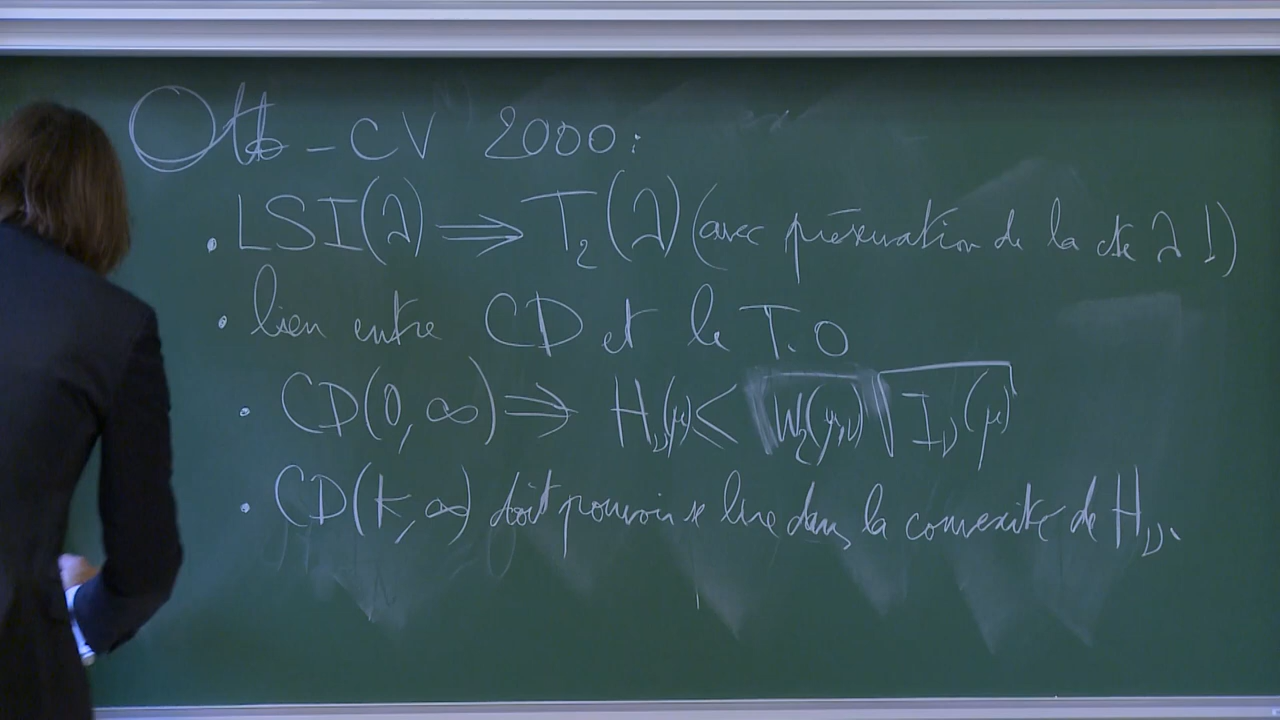 Otto - CV 2000 :
. LSI(λ) ⟹ T₂(λ) (avec préservation de la cte λ !)
. lien entre CD et le T.O
. CD(0, ∞) ⟹ H_ν(μ) ≤ W₂(μ,ν) √I_ν(μ)
. CD(K, ∞) doit pouvoir se lire dans la convexité de H_ν.